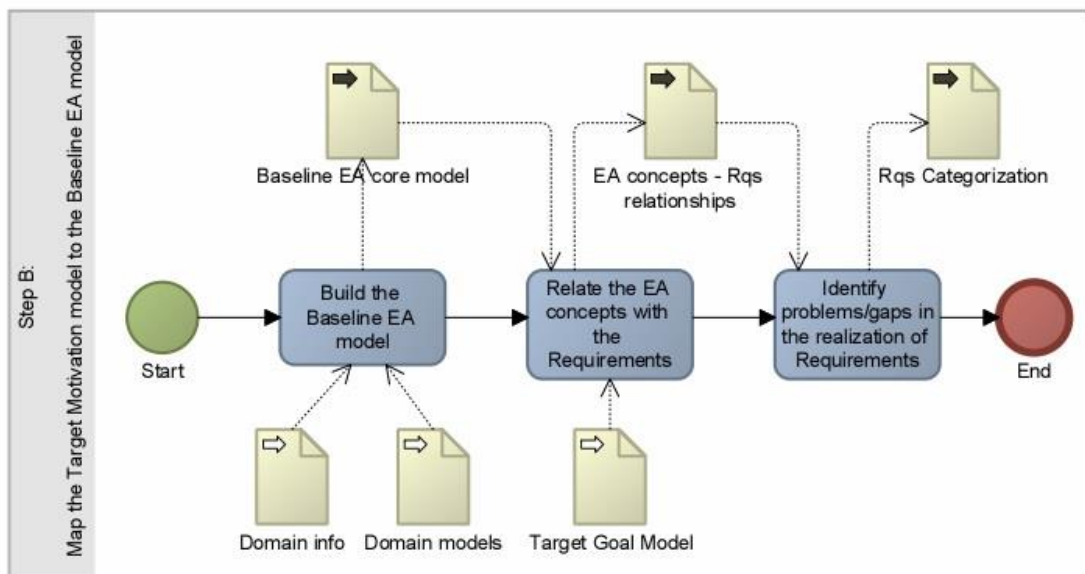 Step B:
Map the Target Motivation model to the Baseline EA model
Baseline EA core model
EA concepts - Rqs
relationships
Rqs Categorization
Start
Build the
Baseline EA
model
Relate the EA
concepts with
the
Requirements
Identify
problems/gaps in
the realization of
Requirements
End
Domain info
Domain models
Target Goal Model